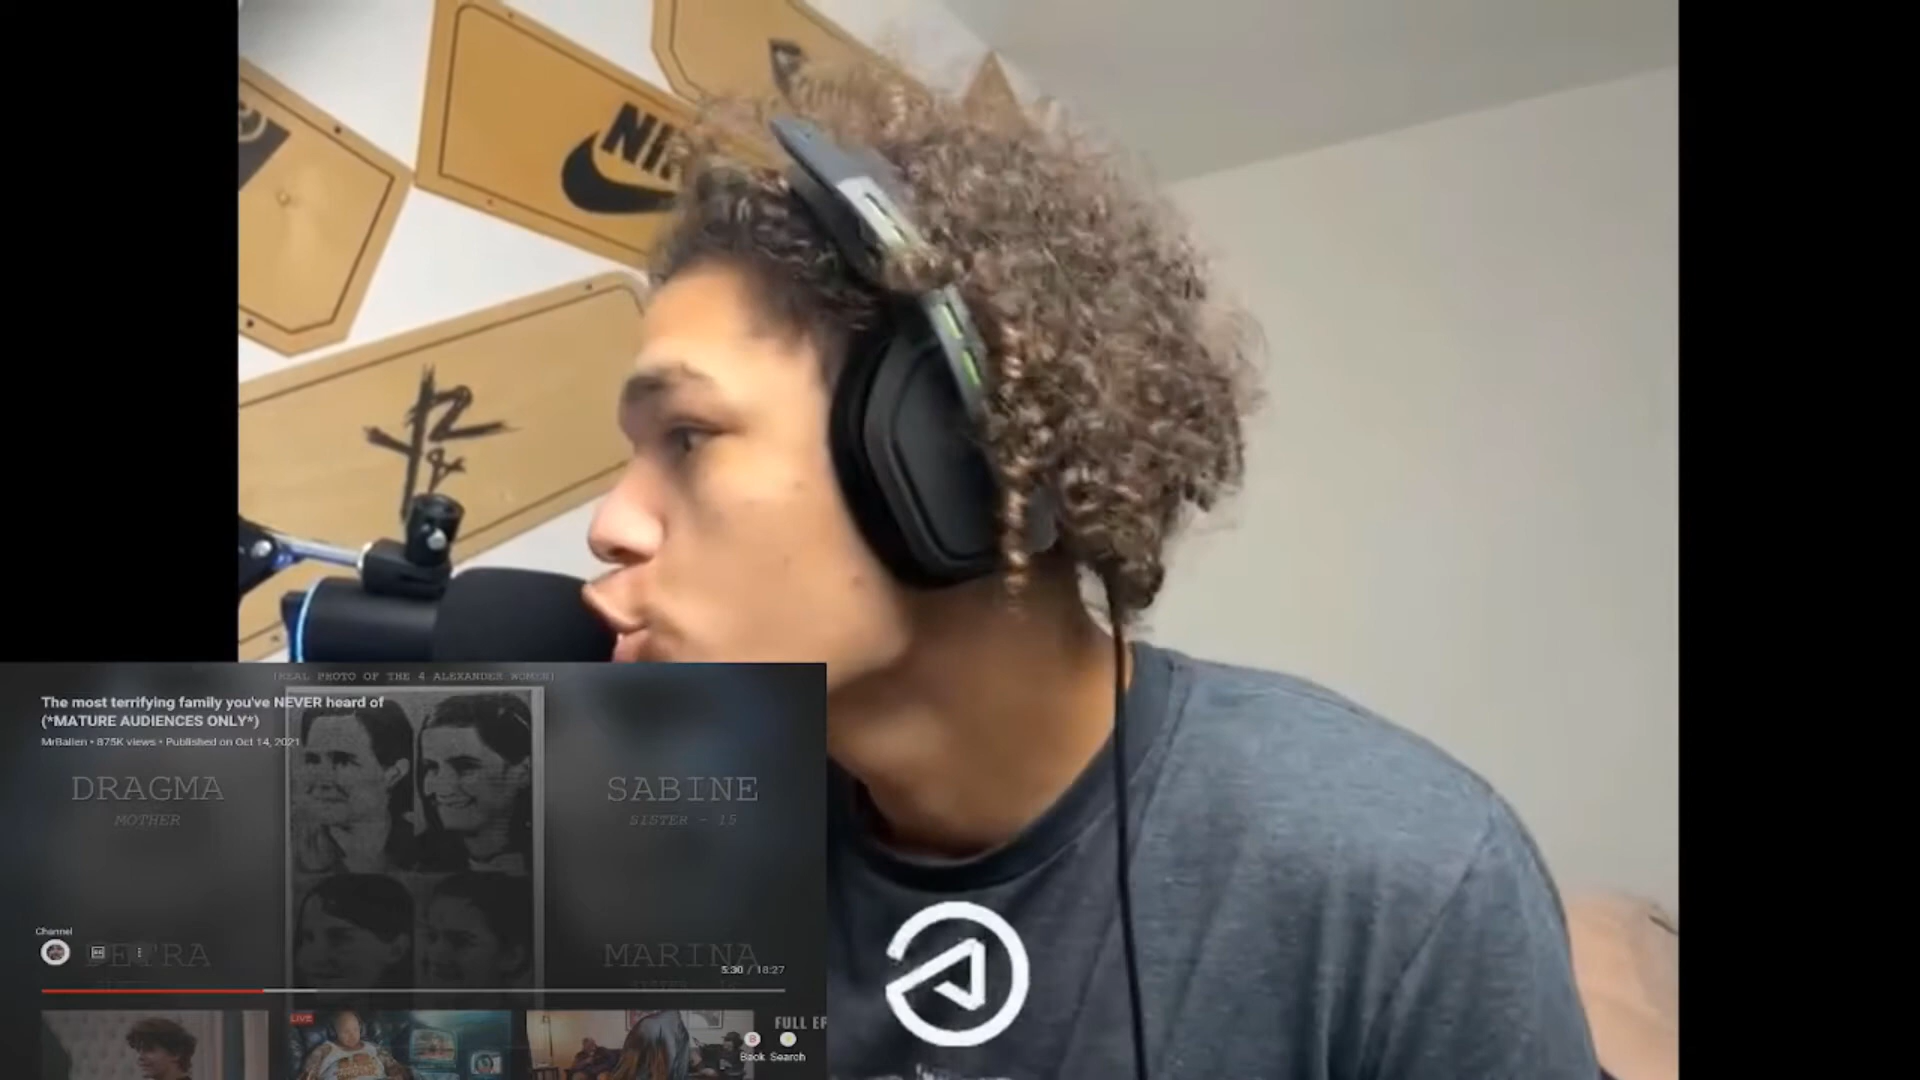 NI
(REAL PHOTO OF THE 4 ALEXANDER WOMEN)
The most terrifying family you've NEVER heard of
(*MATURE AUDIENCES ONLY*)
MrBallen • 875K views • Published on Oct 14, 2021
DRAGMA
MOTHER
SABINE
SISTER - 15
Channel
PETRA
MARINA
5:30 / 18:27
LIVE
FULL EP
B
Y
Back Search